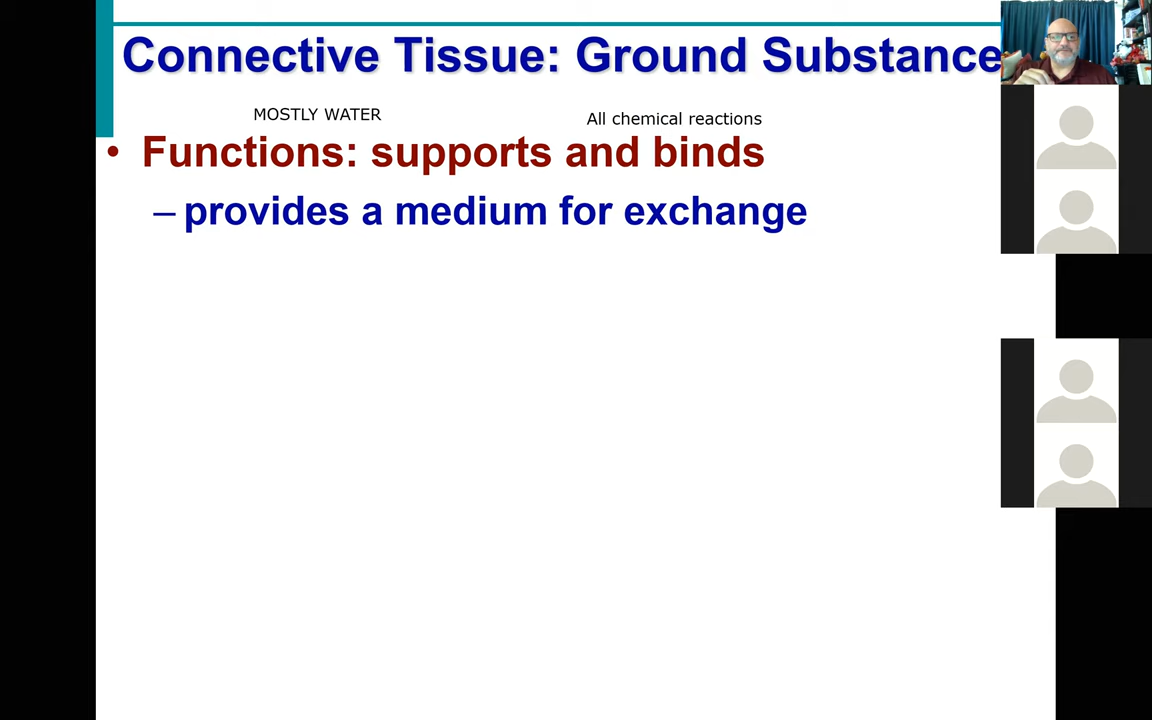 Connective Tissue: Ground Substance
MOSTLY WATER
All chemical reactions
• Functions: supports and binds
– provides a medium for exchange